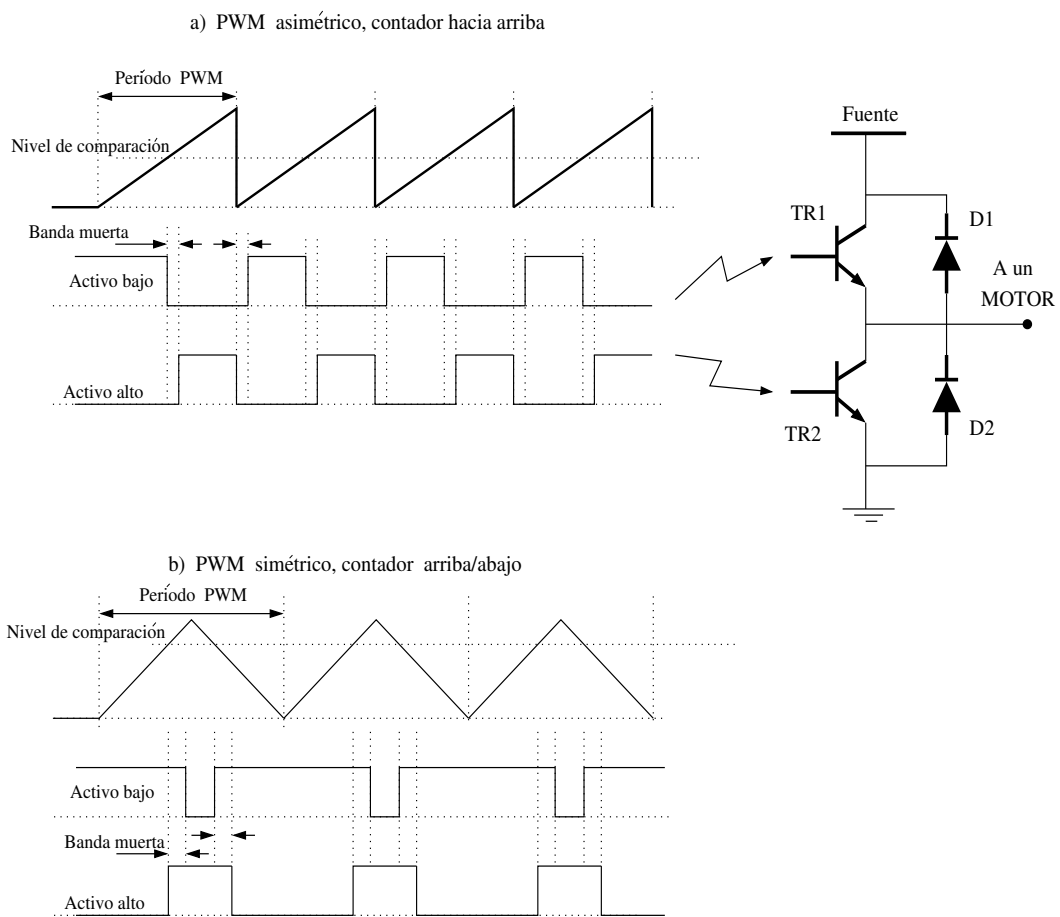 a) PWM asimétrico, contador hacia arriba
Período PWM
Nivel de comparación
Banda muerta
Activo bajo
Activo alto
Fuente
TR1
D1
A un
MOTOR
TR2
D2
b) PWM simétrico, contador arriba/abajo
Período PWM
Nivel de comparación
Activo bajo
Banda muerta
Activo alto